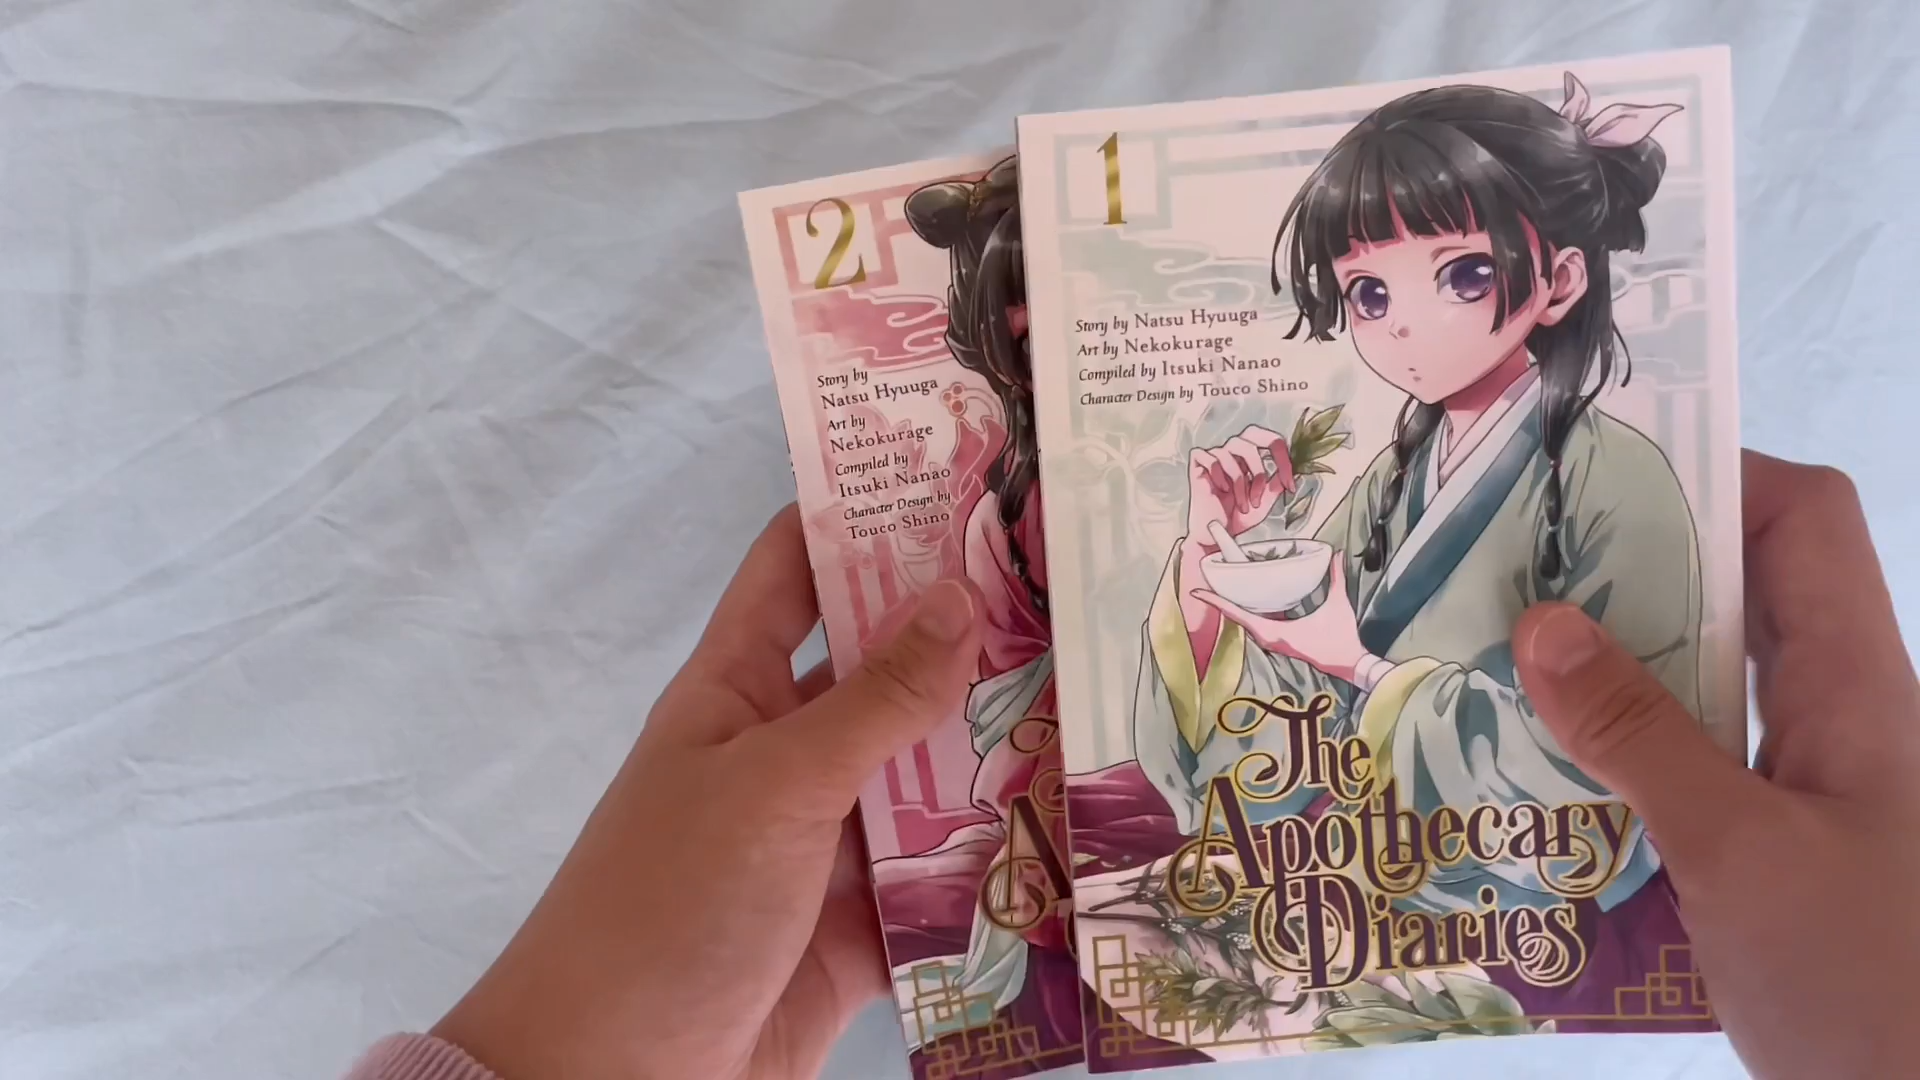 2
Story by
Natsu Hyuuga
Art by
Nekokurage
Compiled by
Itsuki Nanao
Character Design by
Touco Shino
1
Story by Natsu Hyuuga
Art by Nekokurage
Compiled by Itsuki Nanao
Character Design by Touco Shino
The
Apothecary
Diaries